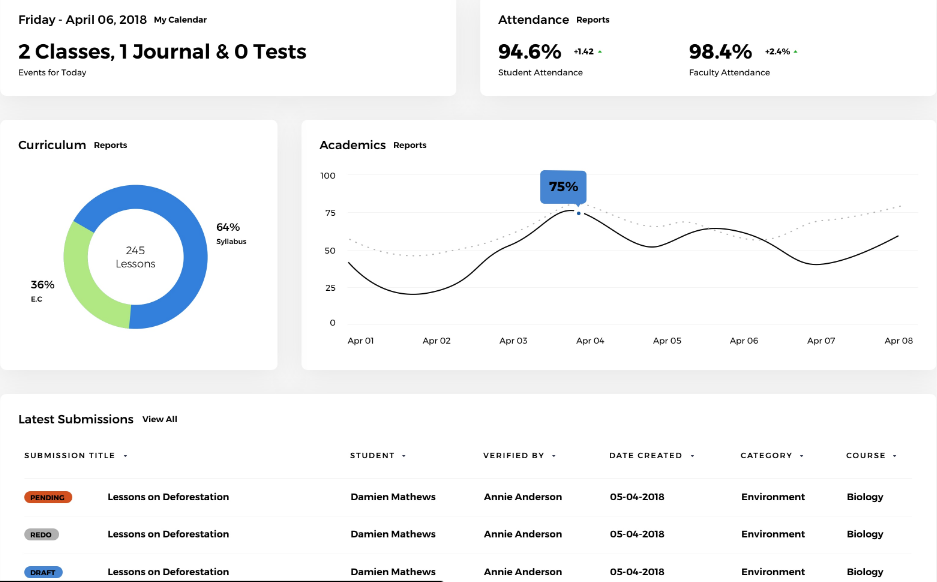 Friday - April 06, 2018 My Calendar
2 Classes, 1 Journal & 0 Tests
Events for Today
Attendance Reports
94.6% +1.42 98.4% +2.4%
Student Attendance Faculty Attendance
Curriculum Reports
64%
Syllabus
245
Lessons
36%
E.C
Academics Reports
100
75%
75
50
25
0
Apr 01 Apr 02 Apr 03 Apr 04 Apr 05 Apr 06 Apr 07 Apr 08
Latest Submissions View All
SUBMISSION TITLE STUDENT VERIFIED BY DATE CREATED CATEGORY COURSE
PENDING Lessons on Deforestation Damien Mathews Annie Anderson 05-04-2018 Environment Biology
REDO Lessons on Deforestation Damien Mathews Annie Anderson 05-04-2018 Environment Biology
DRAFT Lessons on Deforestation Damien Mathews Annie Anderson 05-04-2018 Environment Biology